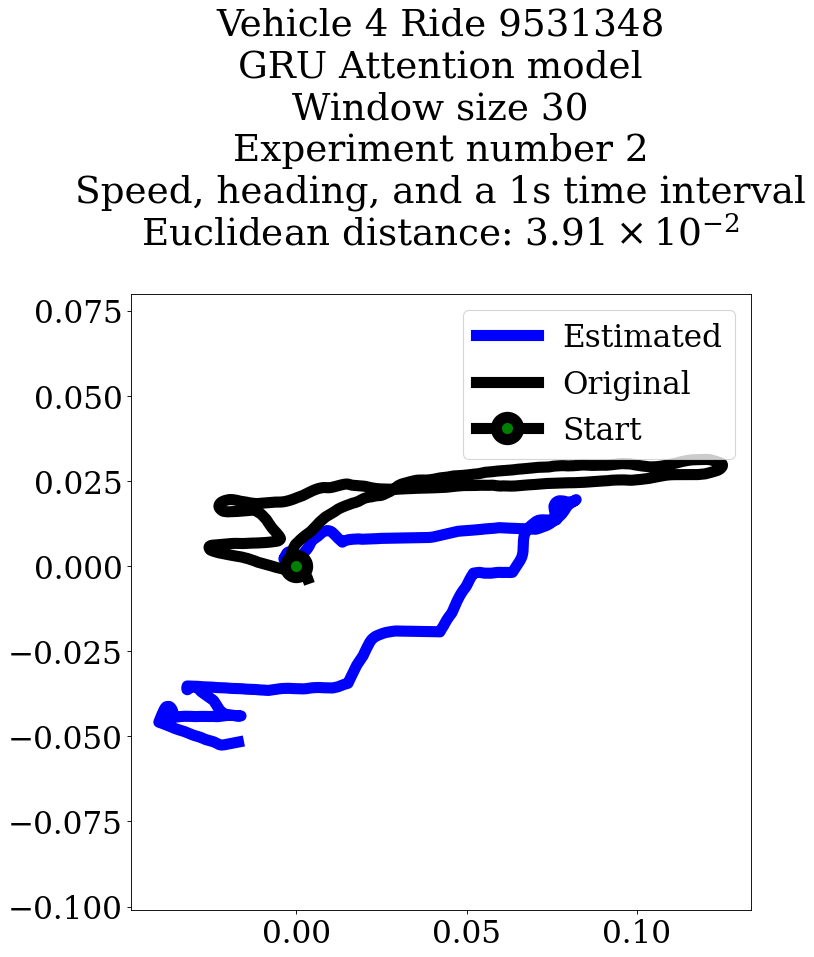 Vehicle 4 Ride 9531348
GRU Attention model
Window size 30
Experiment number 2
Speed, heading, and a 1s time interval
Euclidean distance: 3.91 × 10⁻²
Estimated
Original
Start
0.075
0.050
0.025
0.000
−0.025
−0.050
−0.075
−0.100
0.00 0.05 0.10